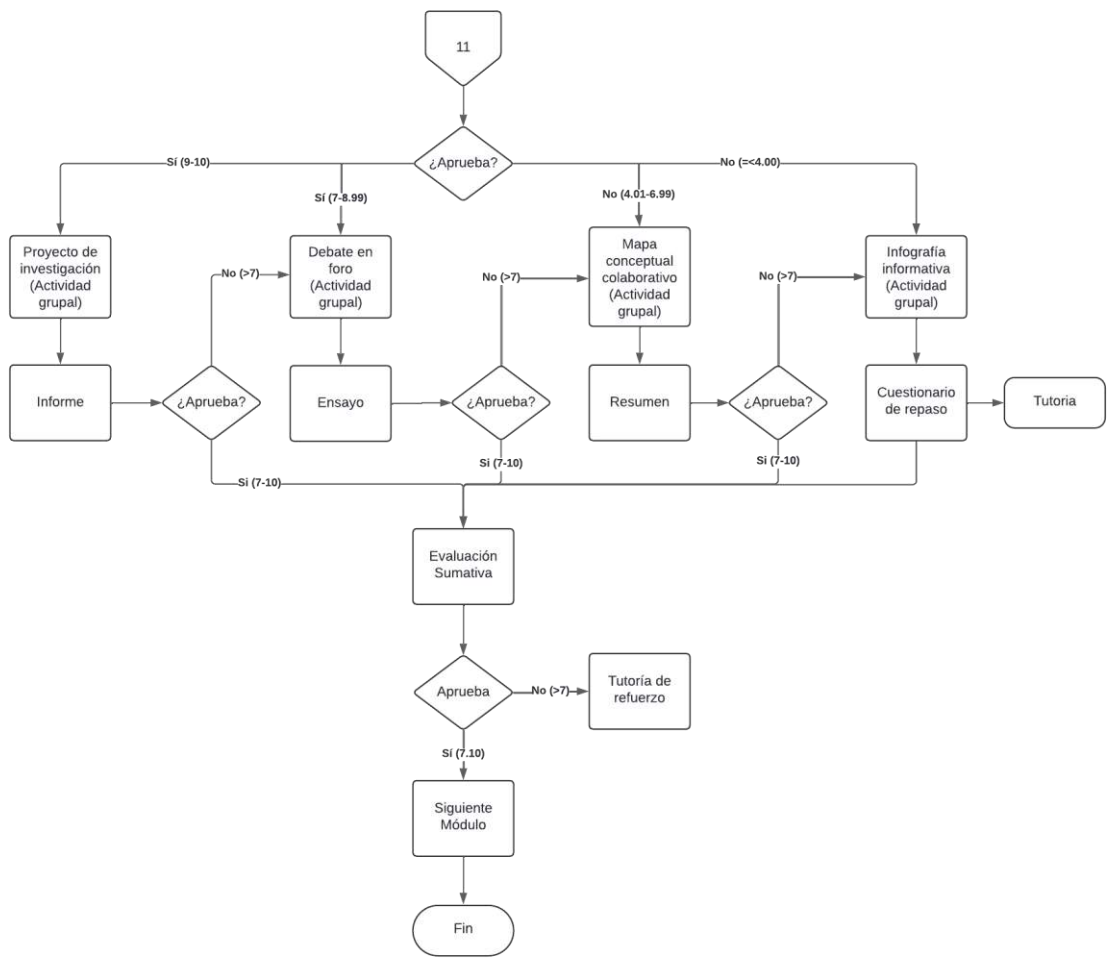 11
¿Aprueba?
Sí (9-10)
No (=<4.00)
Sí (7-8.99)
No (4.01-6.99)
Proyecto de
investigación
(Actividad
grupal)
Debate en
foro
(Actividad
grupal)
Mapa
conceptual
colaborativo
(Actividad
grupal)
Infografía
informativa
(Actividad
grupal)
No (>7)
No (>7)
No (>7)
Informe
¿Aprueba?
Ensayo
¿Aprueba?
Resumen
¿Aprueba?
Cuestionario
de repaso
Tutoria
Si (7-10)
Si (7-10)
Si (7-10)
Evaluación
Sumativa
Aprueba
No (>7)
Tutoría de
refuerzo
Sí (7.10)
Siguiente
Módulo
Fin